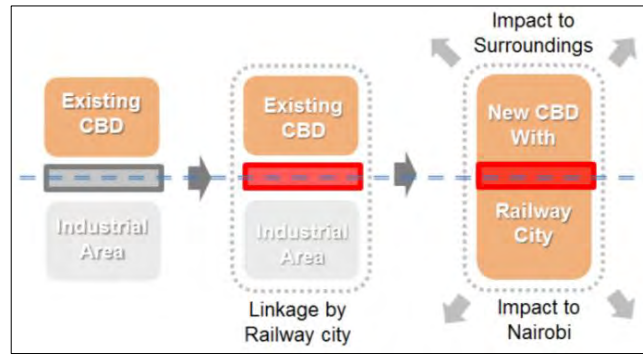 Existing
CBD
Industrial
Area
Existing
CBD
Industrial
Area
Linkage by
Railway city
Impact to
Surroundings
New CBD
With
Railway
City
Impact to
Nairobi